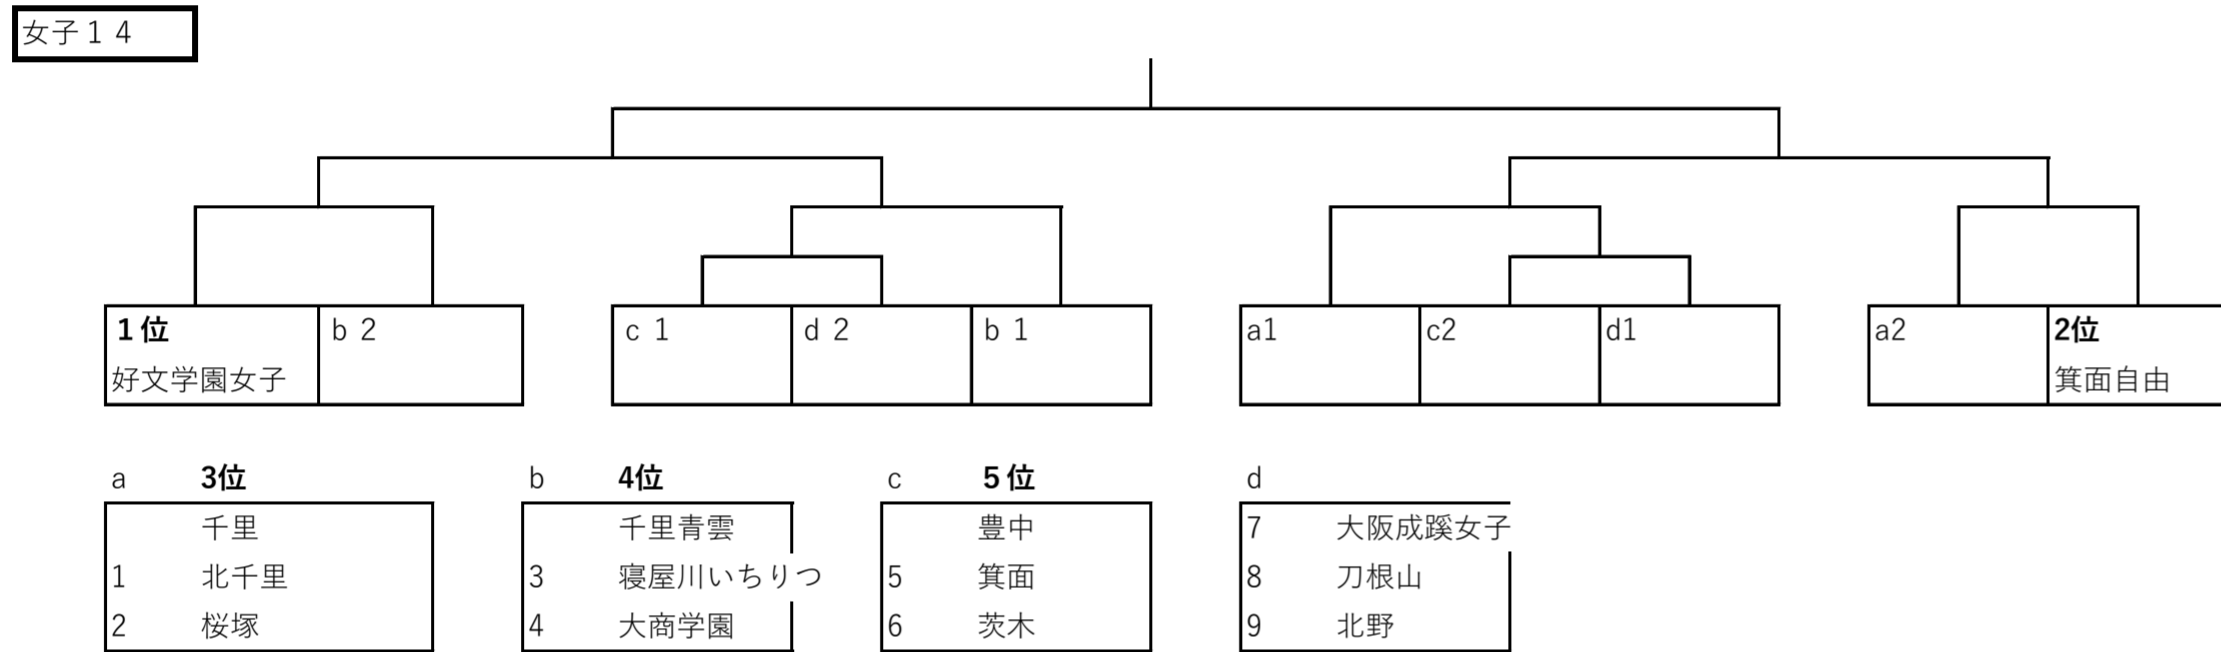 女子１４
１位 b ２ c １ d ２ b １ a1 c2 d1 a2 2位
好文学園女子 箕面自由
a 3位 b 4位 c ５位 d
千里 千里青雲 豊中 7 大阪成蹊女子
1 北千里 3 寝屋川いちりつ 5 箕面 8 刀根山
2 桜塚 4 大商学園 6 茨木 9 北野